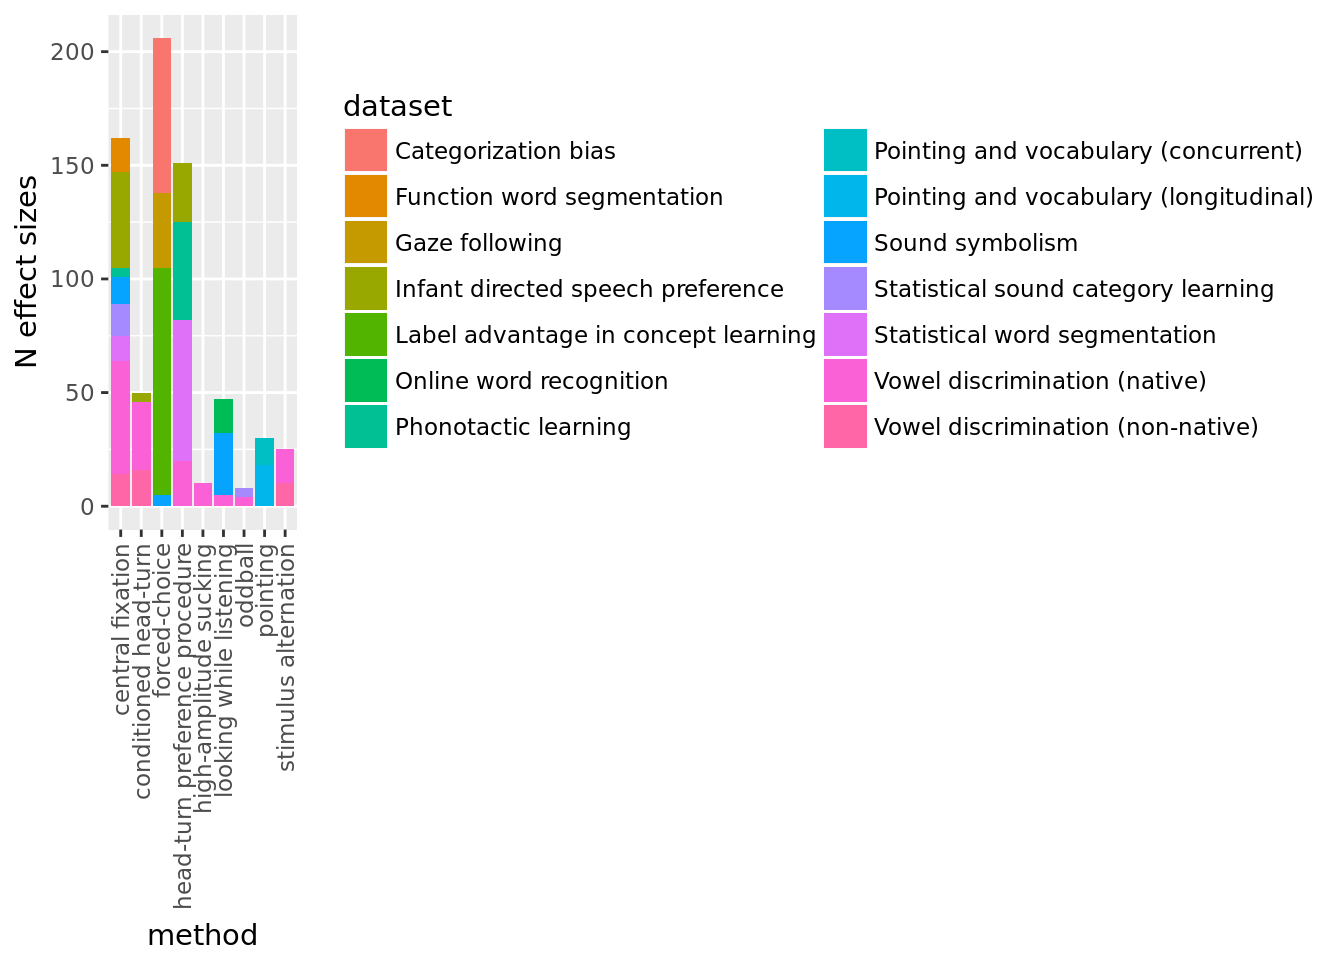 200
150
100
50
0
N effect sizes
central fixation
conditioned head-turn
forced-choice
head-turn preference procedure
high-amplitude sucking
looking while listening
oddball
pointing
stimulus alternation
method
dataset
Categorization bias
Function word segmentation
Gaze following
Infant directed speech preference
Label advantage in concept learning
Online word recognition
Phonotactic learning
Pointing and vocabulary (concurrent)
Pointing and vocabulary (longitudinal)
Sound symbolism
Statistical sound category learning
Statistical word segmentation
Vowel discrimination (native)
Vowel discrimination (non-native)